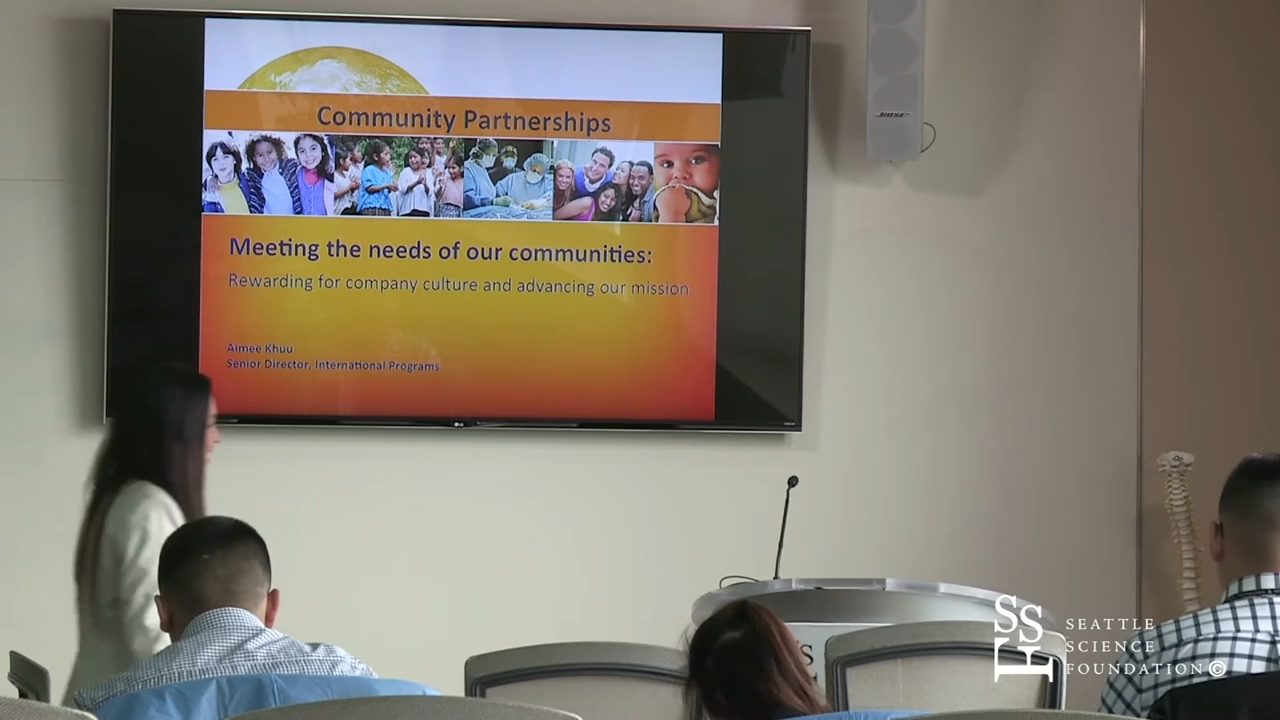 Community Partnerships
Meeting the needs of our communities:
Rewarding for company culture and advancing our mission
Aimee Khuu
Senior Director, International Programs
BOSE
LG
S
SSF
SEATTLE
SCIENCE
FOUNDATION©